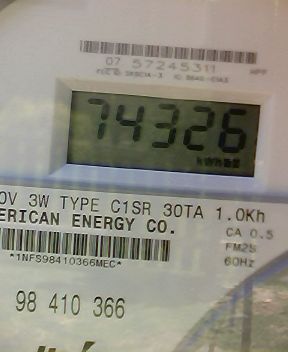 07 57245311
74326
0V 3W TYPE C1SR 30TA 1.0Kh
ERICAN ENERGY CO.
CA 0.5
FM2S
60Hz
*1NFS98410366MEC*
98 410 366